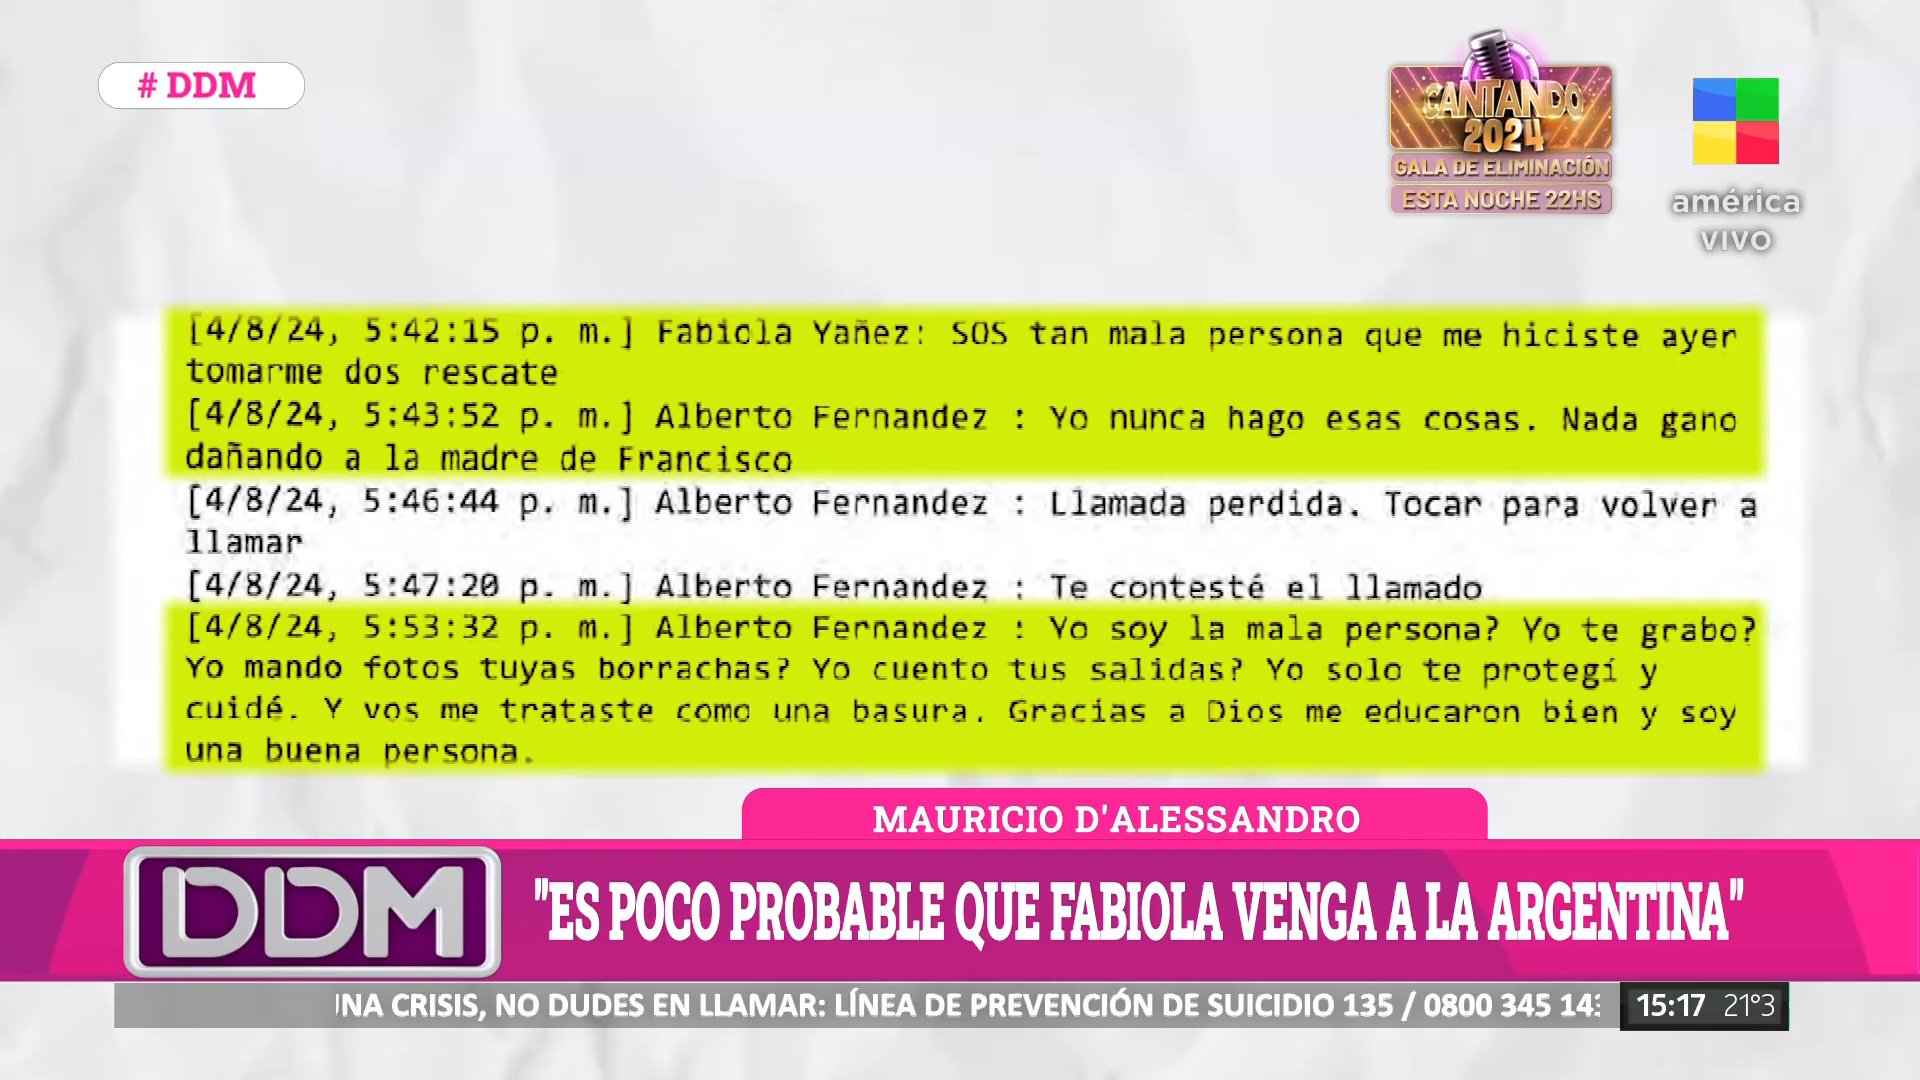 # DDM
CANTANDO
2024
GALA DE ELIMINACIÓN
ESTA NOCHE 22HS
américa
VIVO
[4/8/24, 5:42:15 p. m.] Fabiola Yañez: SOS tan mala persona que me hiciste ayer
tomarme dos rescate
[4/8/24, 5:43:52 p. m.] Alberto Fernandez : Yo nunca hago esas cosas. Nada gano
dañando a la madre de Francisco
[4/8/24, 5:46:44 p. m.] Alberto Fernandez : Llamada perdida. Tocar para volver a
llamar
[4/8/24, 5:47:20 p. m.] Alberto Fernandez : Te contesté el llamado
[4/8/24, 5:53:32 p. m.] Alberto Fernandez : Yo soy la mala persona? Yo te grabo?
Yo mando fotos tuyas borrachas? Yo cuento tus salidas? Yo solo te protegí y
cuidé. Y vos me trataste como una basura. Gracias a Dios me educaron bien y soy
una buena persona.
MAURICIO D'ALESSANDRO
DDM
"ES POCO PROBABLE QUE FABIOLA VENGA A LA ARGENTINA"
CRISIS, NO DUDES EN LLAMAR: LÍNEA DE PREVENCIÓN DE SUICIDIO 135 / 0800 345
15:17 21°3